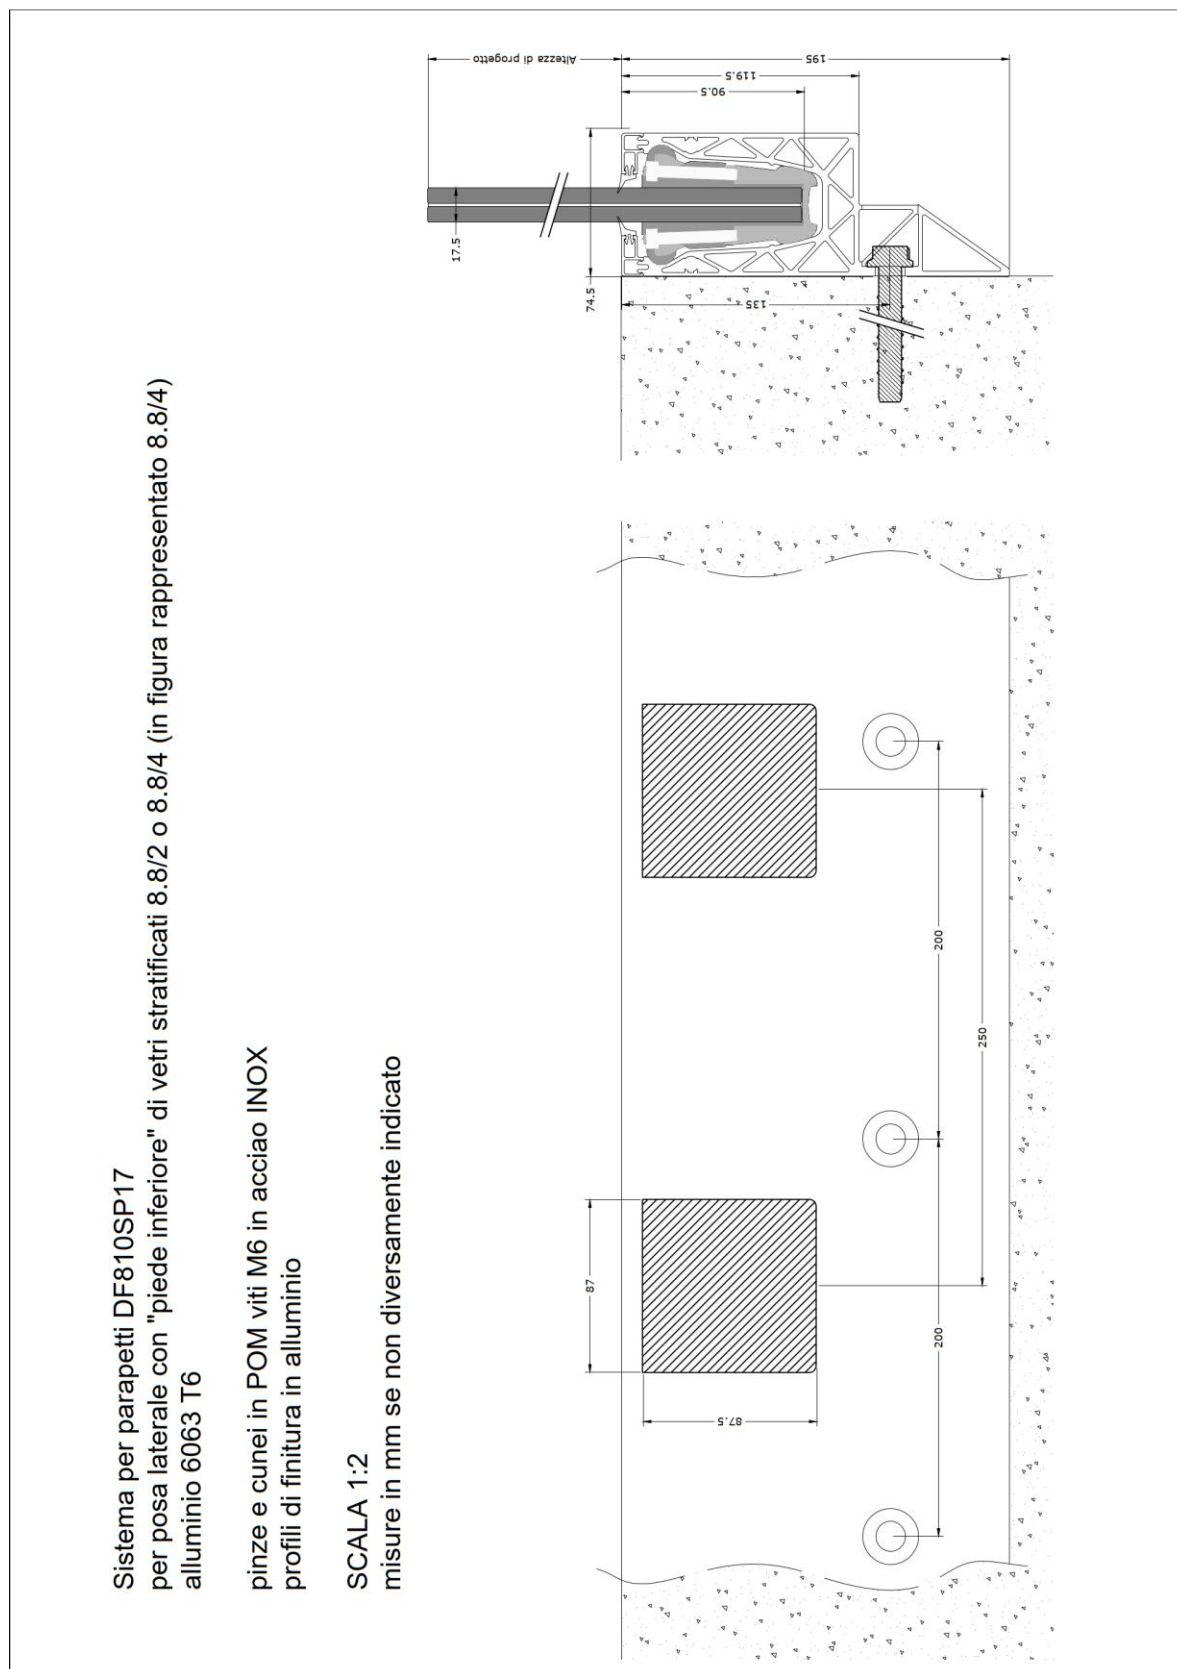 Sistema per parapetti DF810SP17
per posa laterale con "piede inferiore" di vetri stratificati 8.8/2 o 8.8/4 (in figura rappresentato 8.8/4)
alluminio 6063 T6
pinze e cunei in POM viti M6 in acciao INOX
profili di finitura in alluminio
SCALA 1:2
misure in mm se non diversamente indicato
Altezza di progetto
195
119.5
90.5
17.5
74.5
135
87
87.5
200
200
250